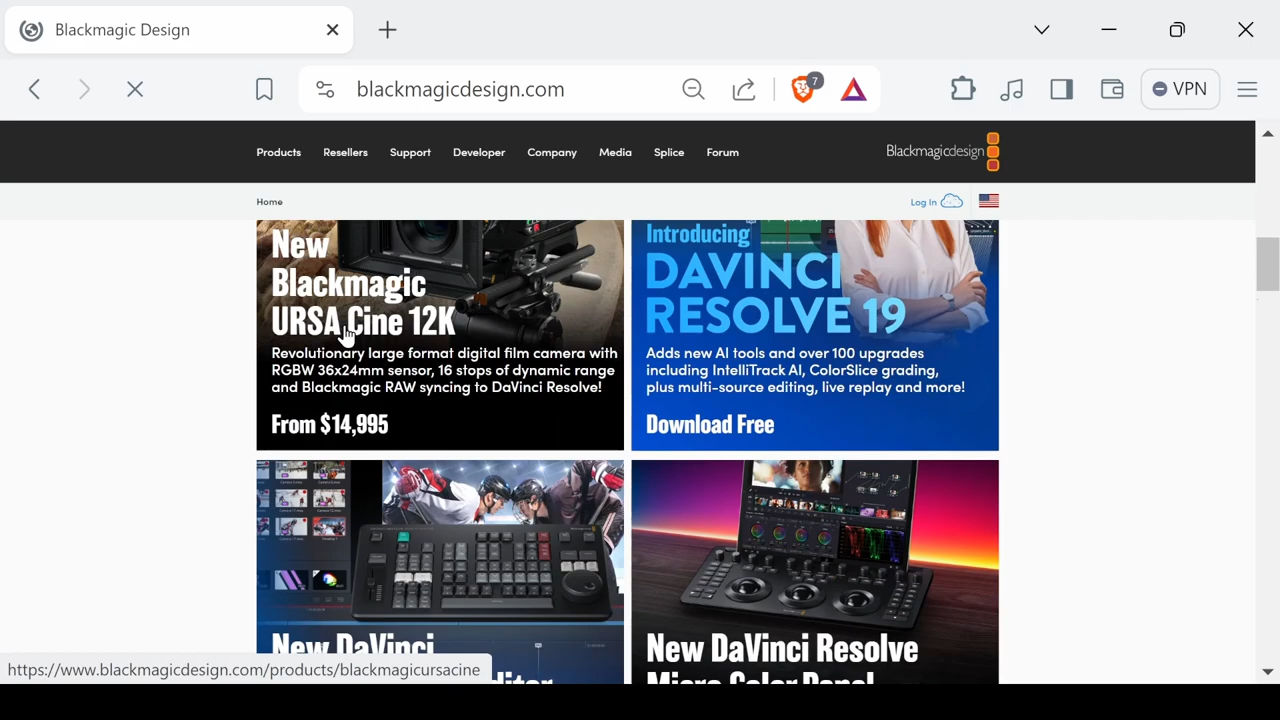 Blackmagic Design
blackmagicdesign.com
7
VPN
Products Resellers Support Developer Company Media Splice Forum
Blackmagicdesign
Home
Log In
New
Blackmagic
URSA Cine 12K
Revolutionary large format digital film camera with
RGBW 36x24mm sensor, 16 stops of dynamic range
and Blackmagic RAW syncing to DaVinci Resolve!
From $14,995
Introducing
DAVINCI
RESOLVE 19
Adds new AI tools and over 100 upgrades
including IntelliTrack AI, ColorSlice grading,
plus multi-source editing, live replay and more!
Download Free
New DaVinci
New DaVinci Resolve
Micro Color Panel
https://www.blackmagicdesign.com/products/blackmagicursacine